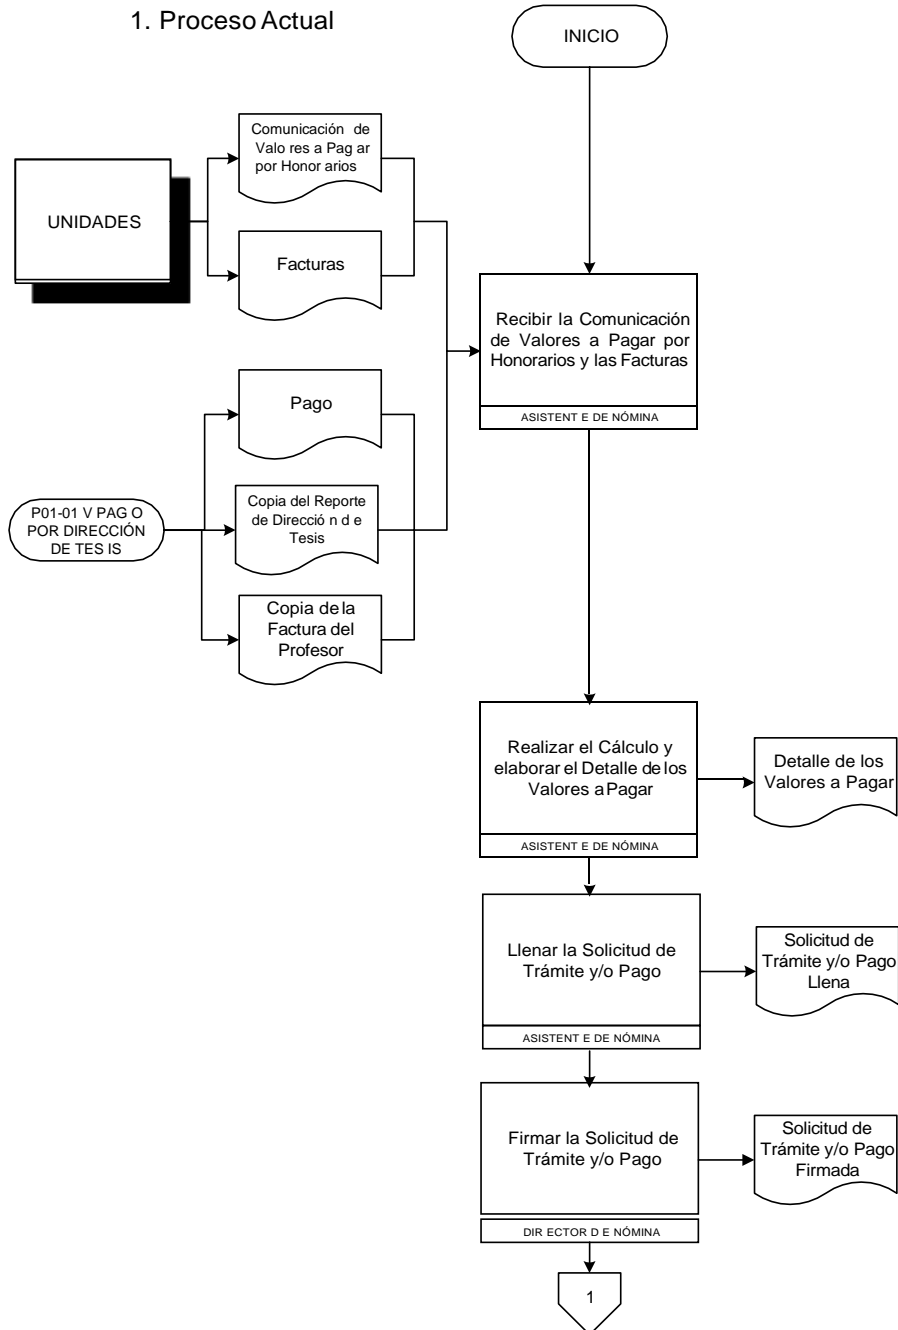 1. Proceso Actual
INICIO
Comunicación de
Valo res a Pag ar
por Honor arios
UNIDADES
Facturas
Recibir la Comunicación
de Valores a Pagar por
Honorarios y las Facturas
ASISTENT E DE NÓMINA
Pago
P01-01 V PAG O
POR DIRECCIÓN
DE TES IS
Copia del Reporte
de Direcció n d e
Tesis
Copia de la
Factura del
Profesor
Realizar el Cálculo y
elaborar el Detalle de los
Valores a Pagar
ASISTENT E DE NÓMINA
Detalle de los
Valores a Pagar
Llenar la Solicitud de
Trámite y/o Pago
ASISTENT E DE NÓMINA
Solicitud de
Trámite y/o Pago
Llena
Firmar la Solicitud de
Trámite y/o Pago
DIR ECTOR D E NÓMINA
Solicitud de
Trámite y/o Pago
Firmada
1